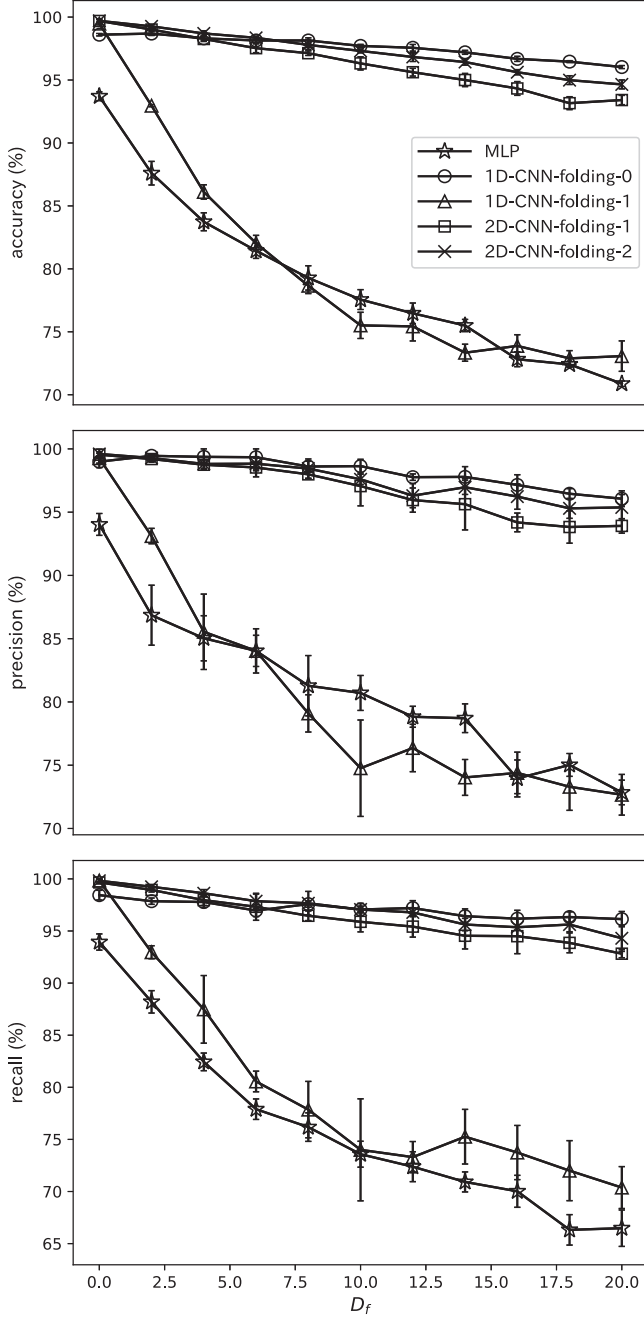 accuracy (%)
100
95
90
85
80
75
70
MLP
1D-CNN-folding-0
1D-CNN-folding-1
2D-CNN-folding-1
2D-CNN-folding-2
precision (%)
100
95
90
85
80
75
70
recall (%)
100
95
90
85
80
75
70
65
0.0 2.5 5.0 7.5 10.0 12.5 15.0 17.5 20.0
D_f